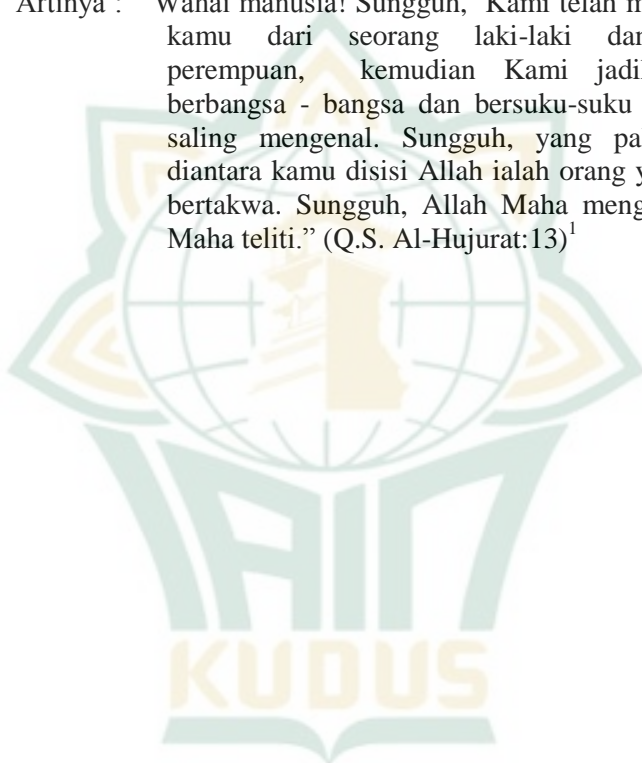 Artinya : "Wahai manusia! Sungguh, Kami telah
kamu dari seorang laki-laki
perempuan, kemudian Kami
berbangsa - bangsa dan bersuku-suku
saling mengenal. Sungguh, yang
diantara kamu disisi Allah ialah orang
bertakwa. Sungguh, Allah Maha
Maha teliti." (Q.S. Al-Hujurat:13)1
IAIN
KUDUS